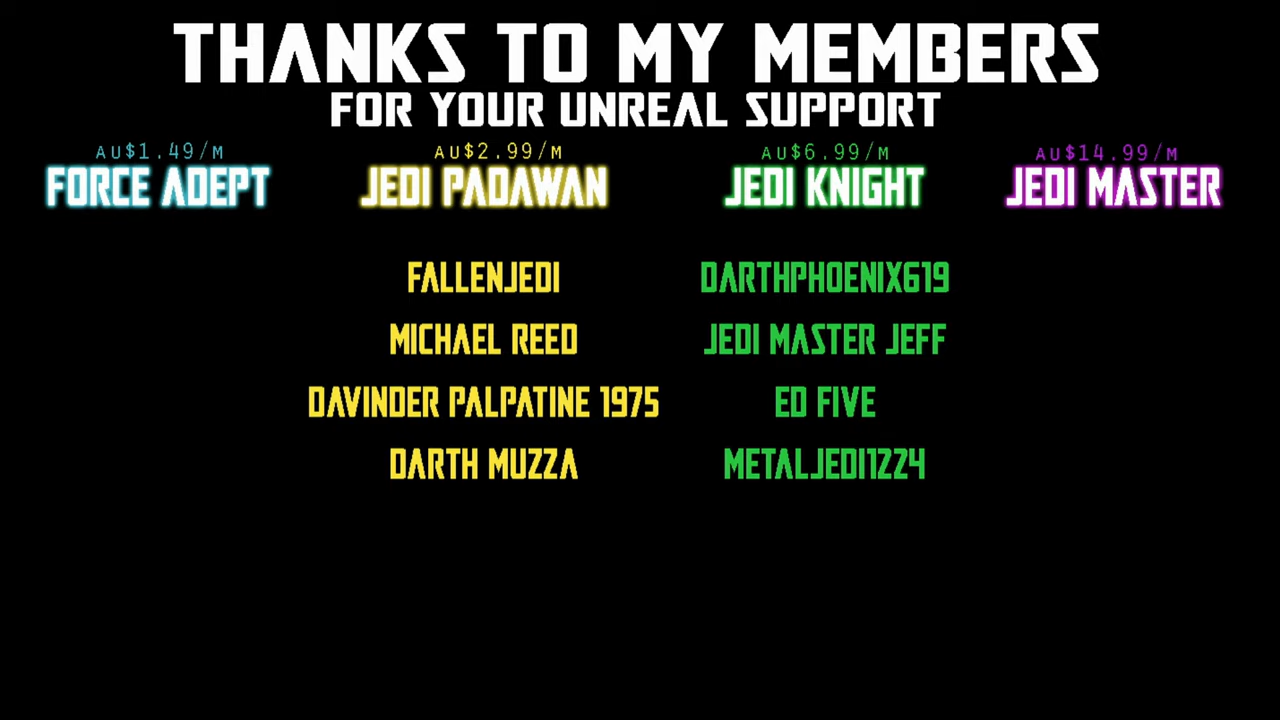 THANKS TO MY MEMBERS
FOR YOUR UNREAL SUPPORT
AU$1.49/M AU$2.99/M AU$6.99/M AU$14.99/M
FORCE ADEPT JEDI PADAWAN JEDI KNIGHT JEDI MASTER
FALLENJEDI DARTHPHOENIX619
MICHAEL REED JEDI MASTER JEFF
DAVINDER PALPATINE 1975 ED FIVE
DARTH MUZZA METALJEDI1224